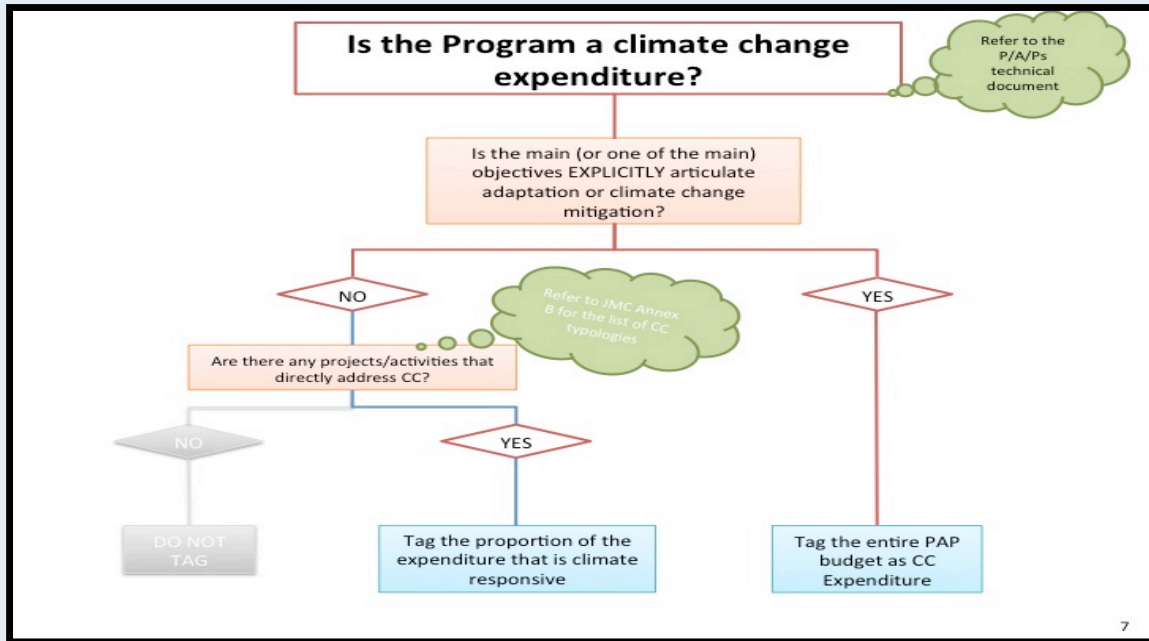 Is the Program a climate change
expenditure?
Refer to the
P/A/Ps
technical
document
Is the main (or one of the main)
objectives EXPLICITLY articulate
adaptation or climate change
mitigation?
NO
Refer to JMC Annex
B for the list of CC
typologies
YES
Are there any projects/activities that
directly address CC?
NO
YES
DO NOT
TAG
Tag the proportion of the
expenditure that is climate
responsive
Tag the entire PAP
budget as CC
Expenditure
7